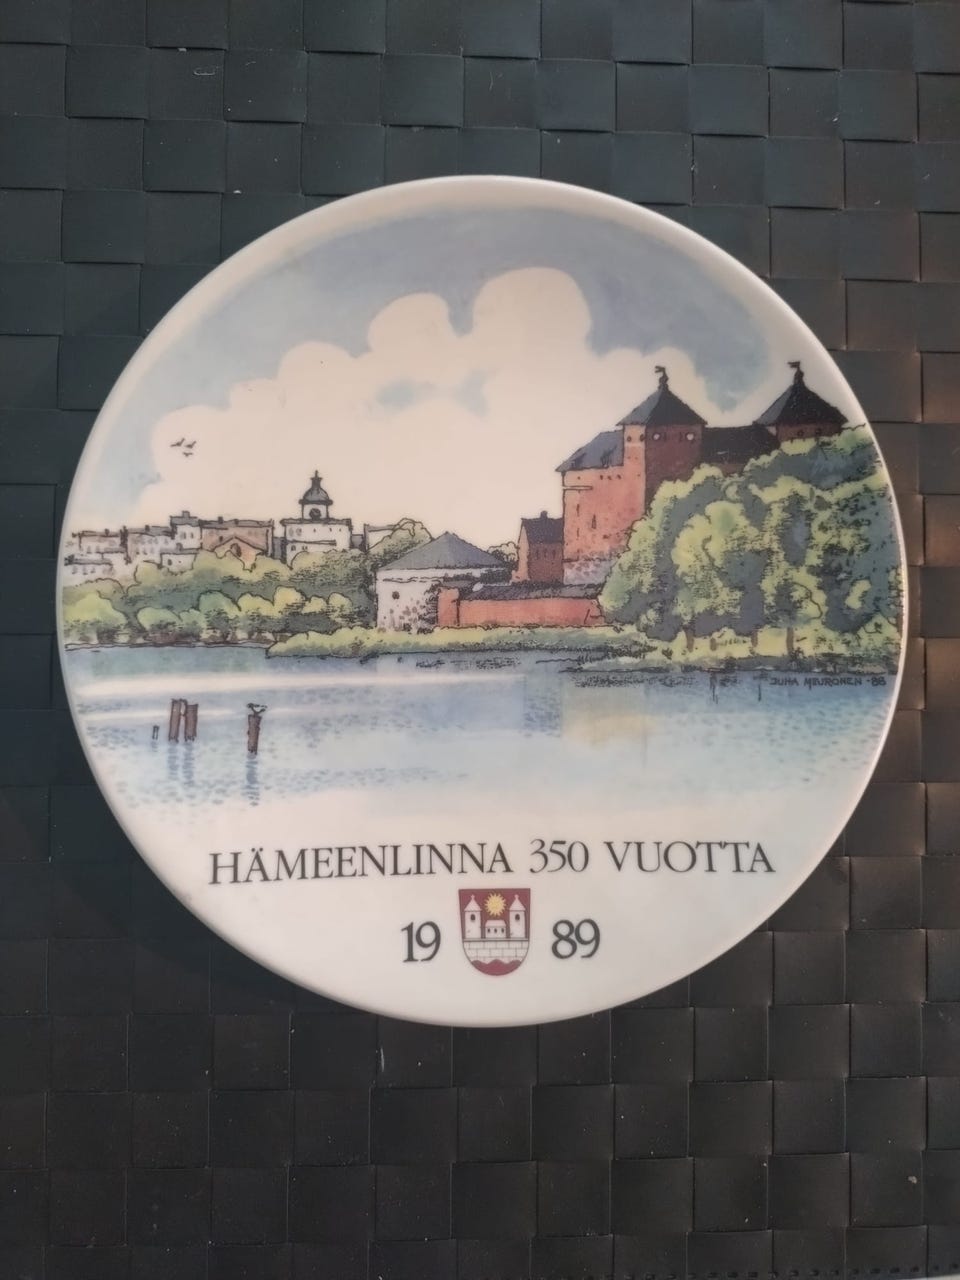 JUHA MEURONEN -88
HÄMEENLINNA 350 VUOTTA
19 89